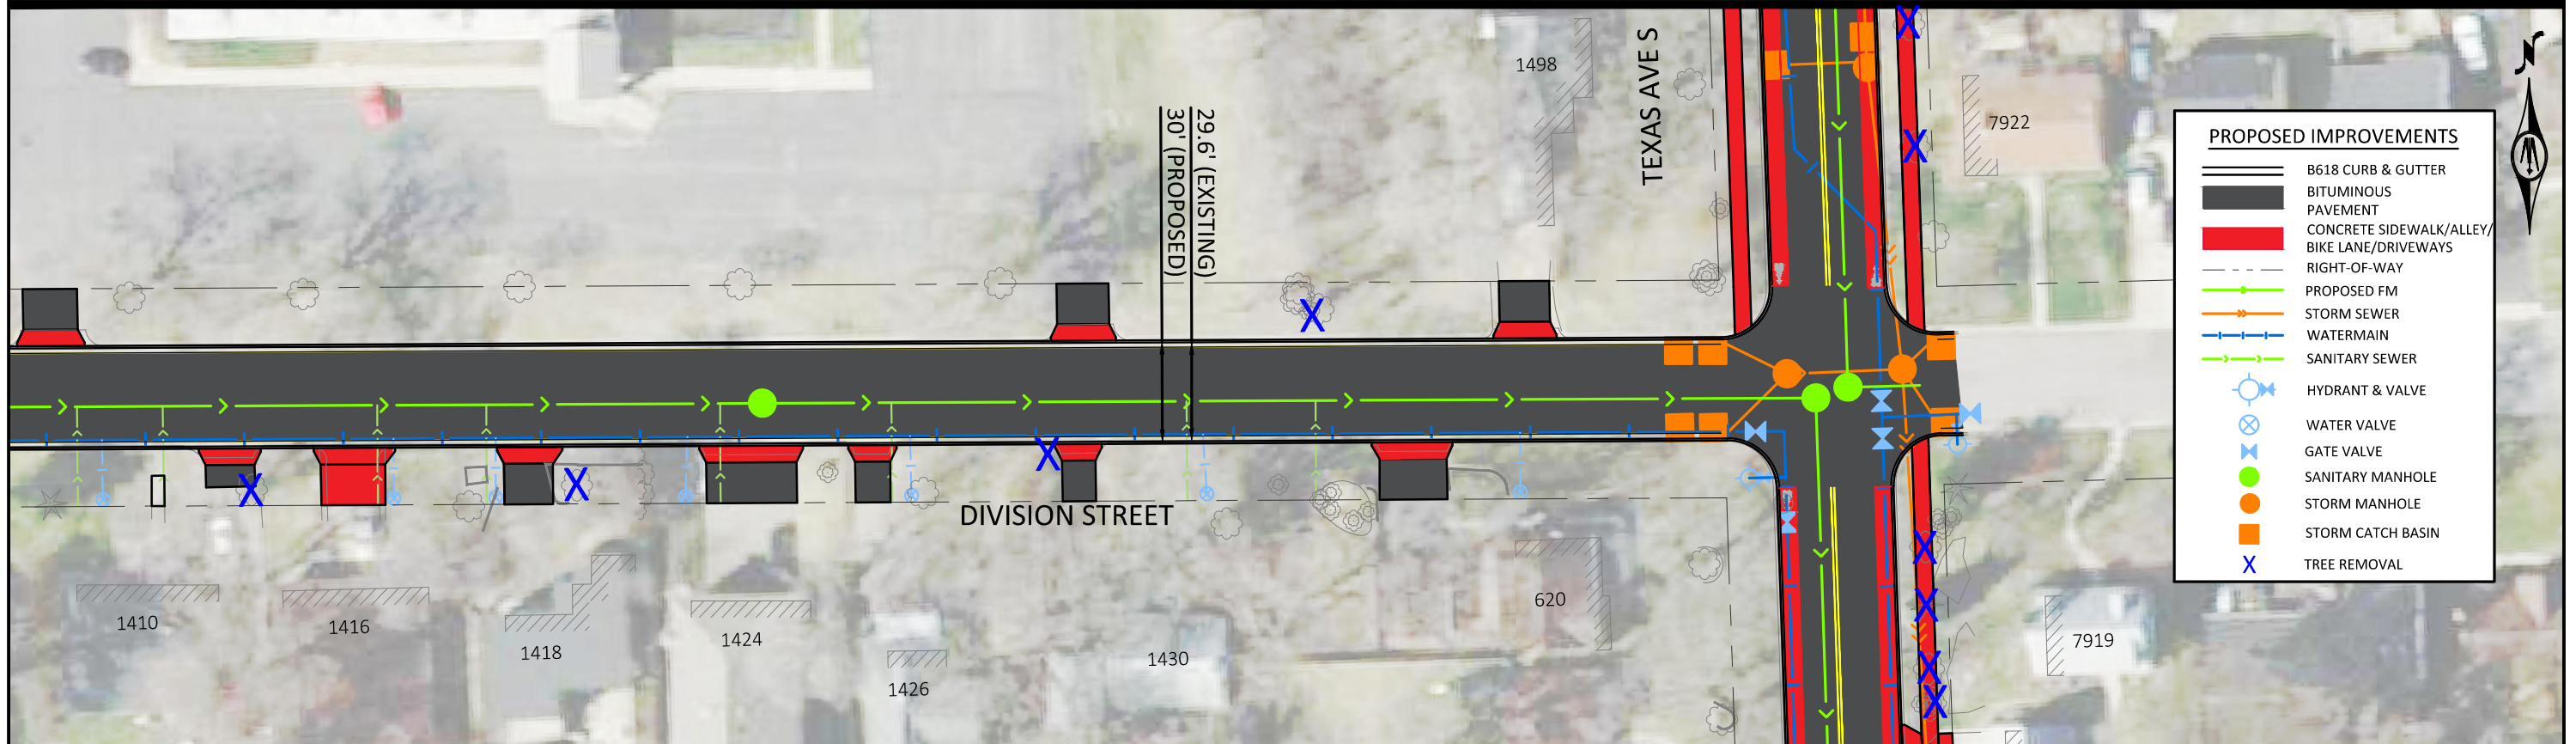 1498
TEXAS AVE S
29.6' (EXISTING)
30' (PROPOSED)
7922
N
PROPOSED IMPROVEMENTS
B618 CURB & GUTTER
BITUMINOUS
PAVEMENT
CONCRETE SIDEWALK/ALLEY/
BIKE LANE/DRIVEWAYS
RIGHT-OF-WAY
PROPOSED FM
STORM SEWER
WATERMAIN
SANITARY SEWER
HYDRANT & VALVE
WATER VALVE
GATE VALVE
SANITARY MANHOLE
STORM MANHOLE
STORM CATCH BASIN
X TREE REMOVAL
DIVISION STREET
1410
1416
1418
1424
1426
1430
620
7919